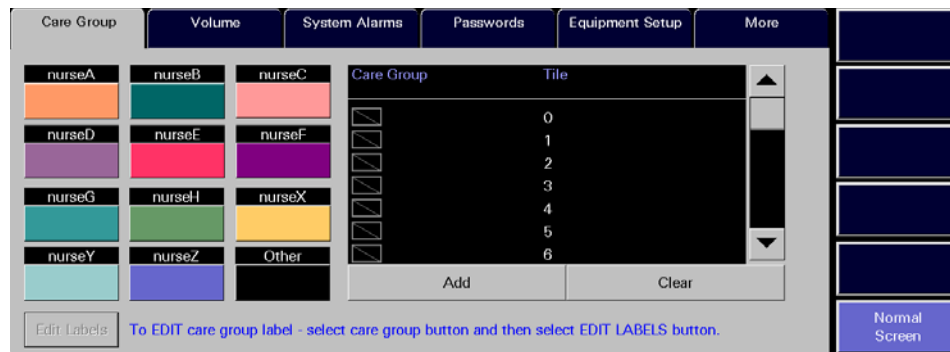 Care Group Volume System Alarms Passwords Equipment Setup More
nurseA nurseB nurseC
Care Group Tile
0
nurseD nurseE nurseF
1
2
3
nurseG nurseH nurseX
4
5
nurseY nurseZ Other
6
Add Clear
Edit Labels To EDIT care group label - select care group button and then select EDIT LABELS button.
Normal
Screen